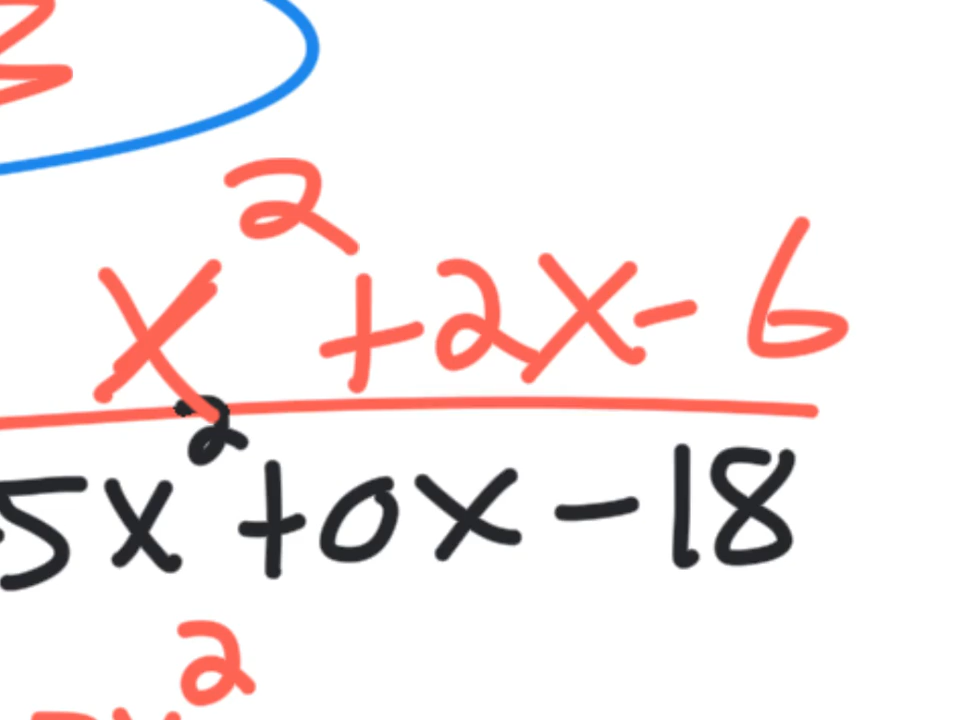 x² + 2x - 6
5x² + 0x - 18